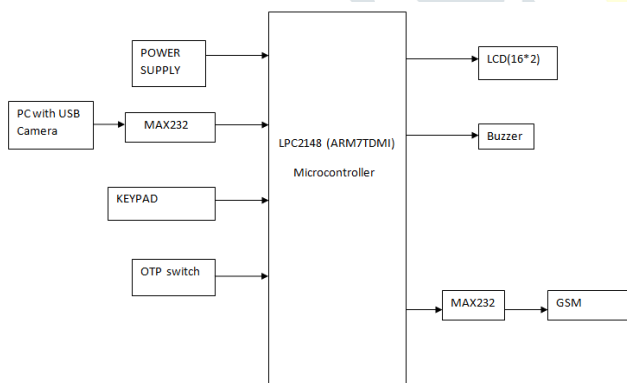 POWER
SUPPLY
PC with USB
Camera
MAX232
KEYPAD
OTP switch
LPC2148 (ARM7TDMI)
Microcontroller
LCD(16*2)
Buzzer
MAX232
GSM